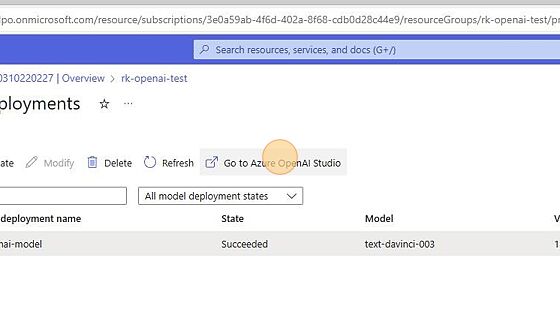 lpo.onmicrosoft.com/resource/subscriptions/3e0a59ab-4f6d-402a-8f68-cdb0d28c44e9/resourceGroups/rk-openai-test/pr
Search resources, services, and docs (G+/)
0310220227 | Overview > rk-openai-test
ployments ☆ ...
ate Modify Delete Refresh Go to Azure OpenAI Studio
All model deployment states
deployment name State Model V
nai-model Succeeded text-davinci-003 1